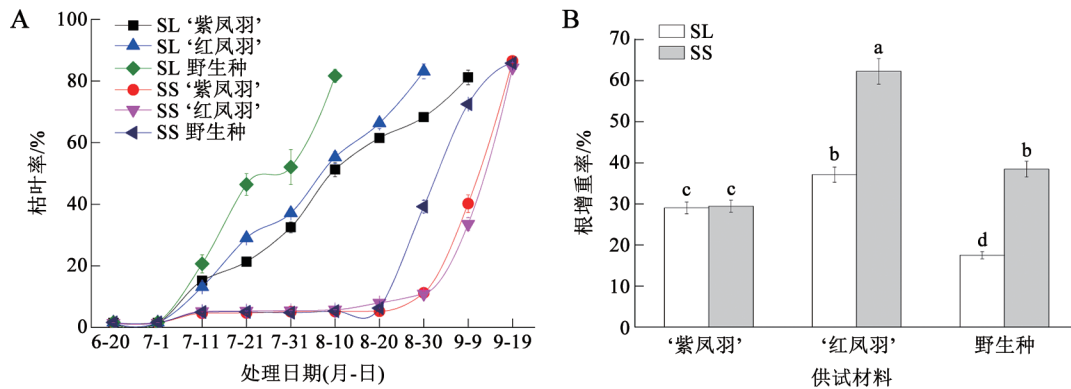 A
枯叶率/%
100
80
60
40
20
0
SL ‘紫凤羽’
SL ‘红凤羽’
SL 野生种
SS ‘紫凤羽’
SS ‘红凤羽’
SS 野生种
6-20 7-1 7-11 7-21 7-31 8-10 8-20 8-30 9-9 9-19
处理日期(月-日)
B
根增重率/%
70
60
50
40
30
20
10
0
SL
SS
c c b a d b
‘紫凤羽’ ‘红凤羽’ 野生种
供试材料